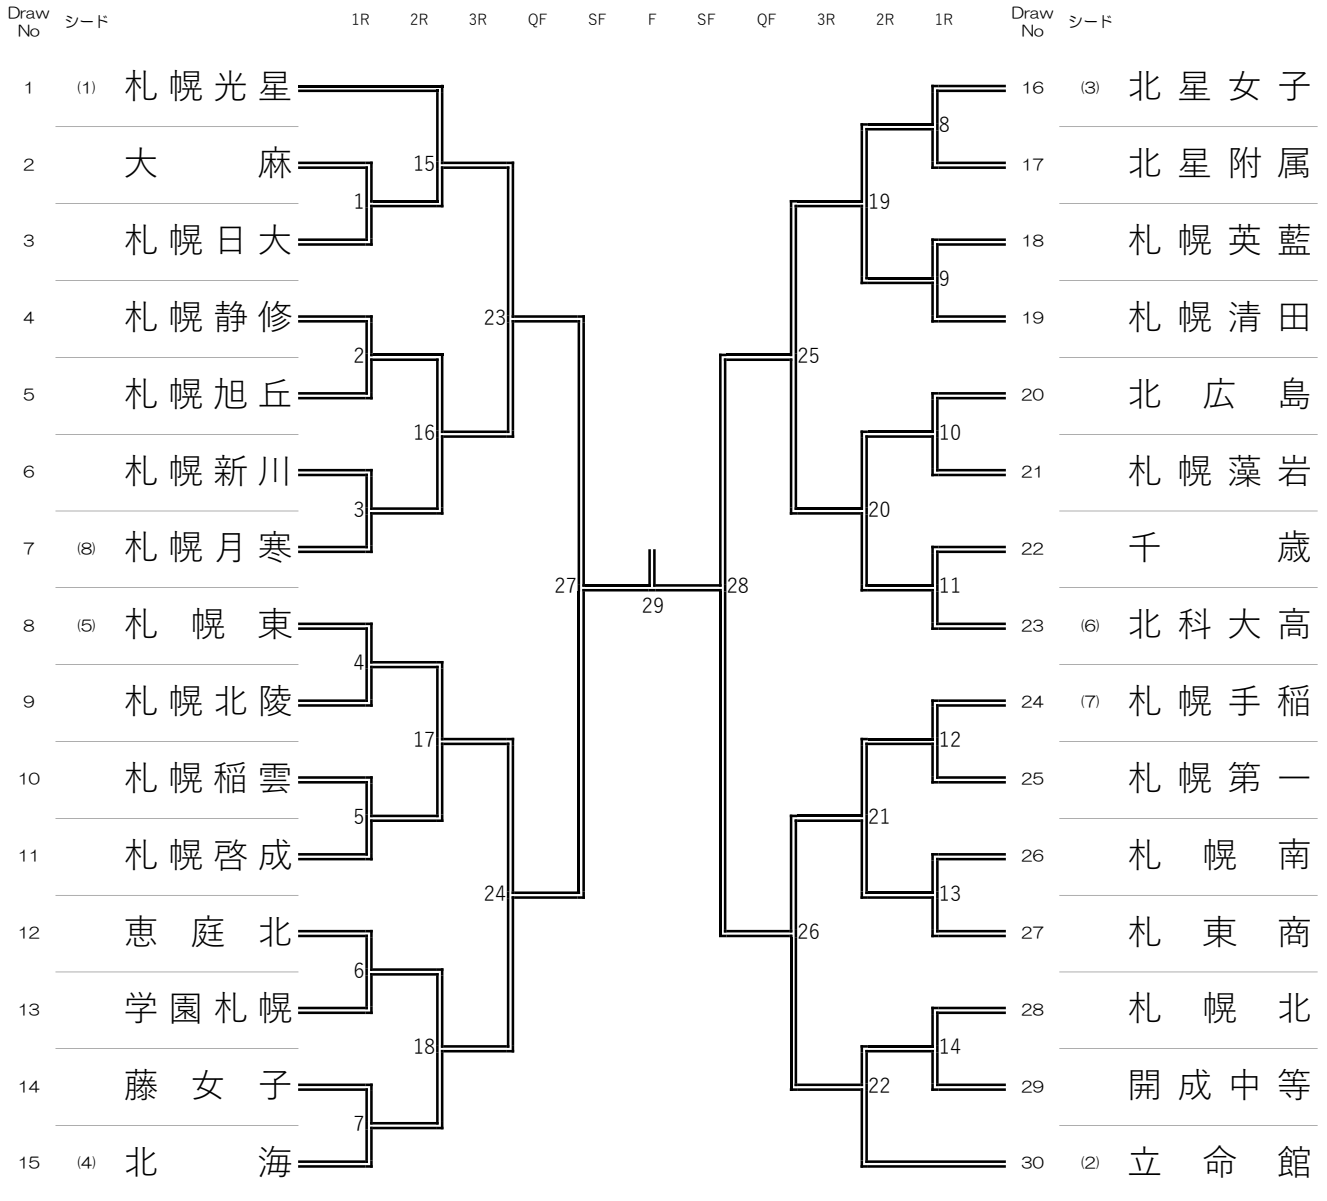 Draw No シード 1R 2R 3R QF SF F SF QF 3R 2R 1R Draw No シード
1 (1) 札幌光星 16 (3) 北星女子
8
2 大麻 15 17 北星附属
1 19
3 札幌日大 18 札幌英藍
9
4 札幌静修 23 19 札幌清田
2 25
5 札幌旭丘 20 北広島
16 10
6 札幌新川 21 札幌藻岩
3 20
7 (8) 札幌月寒 22 千歳
27 28 11
29
8 (5) 札幌東 23 (6) 北科大高
4
9 札幌北陵 24 (7) 札幌手稲
17 12
10 札幌稲雲 25 札幌第一
5 21
11 札幌啓成 26 札幌南
24 13
12 恵庭北 26 27 札東商
6
13 学園札幌 28 札幌北
18 14
14 藤女子 22 29 開成中等
7
15 (4) 北海 30 (2) 立命館